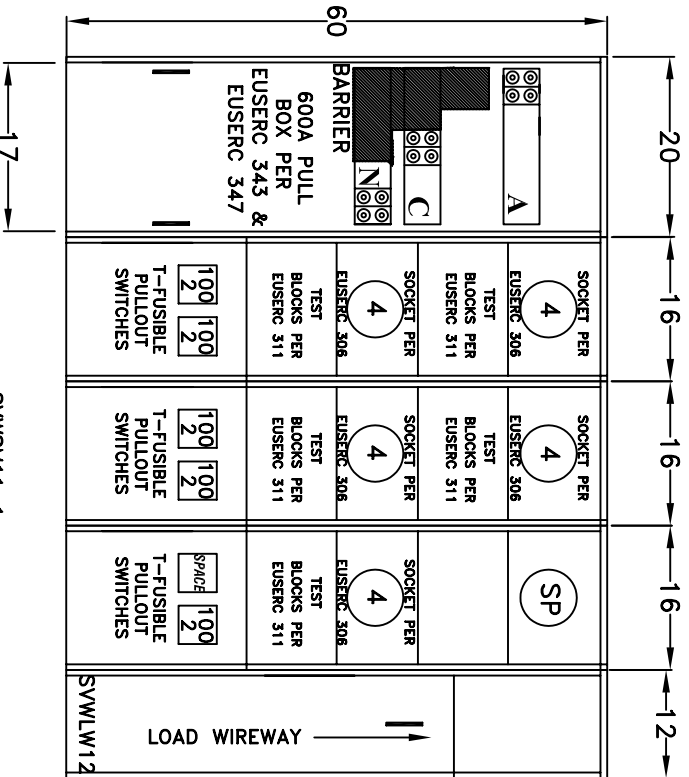 60
20
16
16
16
12
17
BARRIER
A
C
N
600A PULL
BOX PER
EUSERC 343 &
EUSERC 347
SOCKET PER
4
EUSERC 306
TEST
BLOCKS PER
EUSERC 311
SOCKET PER
4
EUSERC 306
TEST
BLOCKS PER
EUSERC 311
100
2
100
2
T-FUSIBLE
PULLOUT
SWITCHES
SOCKET PER
4
EUSERC 306
TEST
BLOCKS PER
EUSERC 311
SOCKET PER
4
EUSERC 306
TEST
BLOCKS PER
EUSERC 311
100
2
100
2
T-FUSIBLE
PULLOUT
SWITCHES
SP
SOCKET PER
4
EUSERC 306
TEST
BLOCKS PER
EUSERC 311
SPACE
100
2
T-FUSIBLE
PULLOUT
SWITCHES
LOAD WIREWAY
SVWLW12